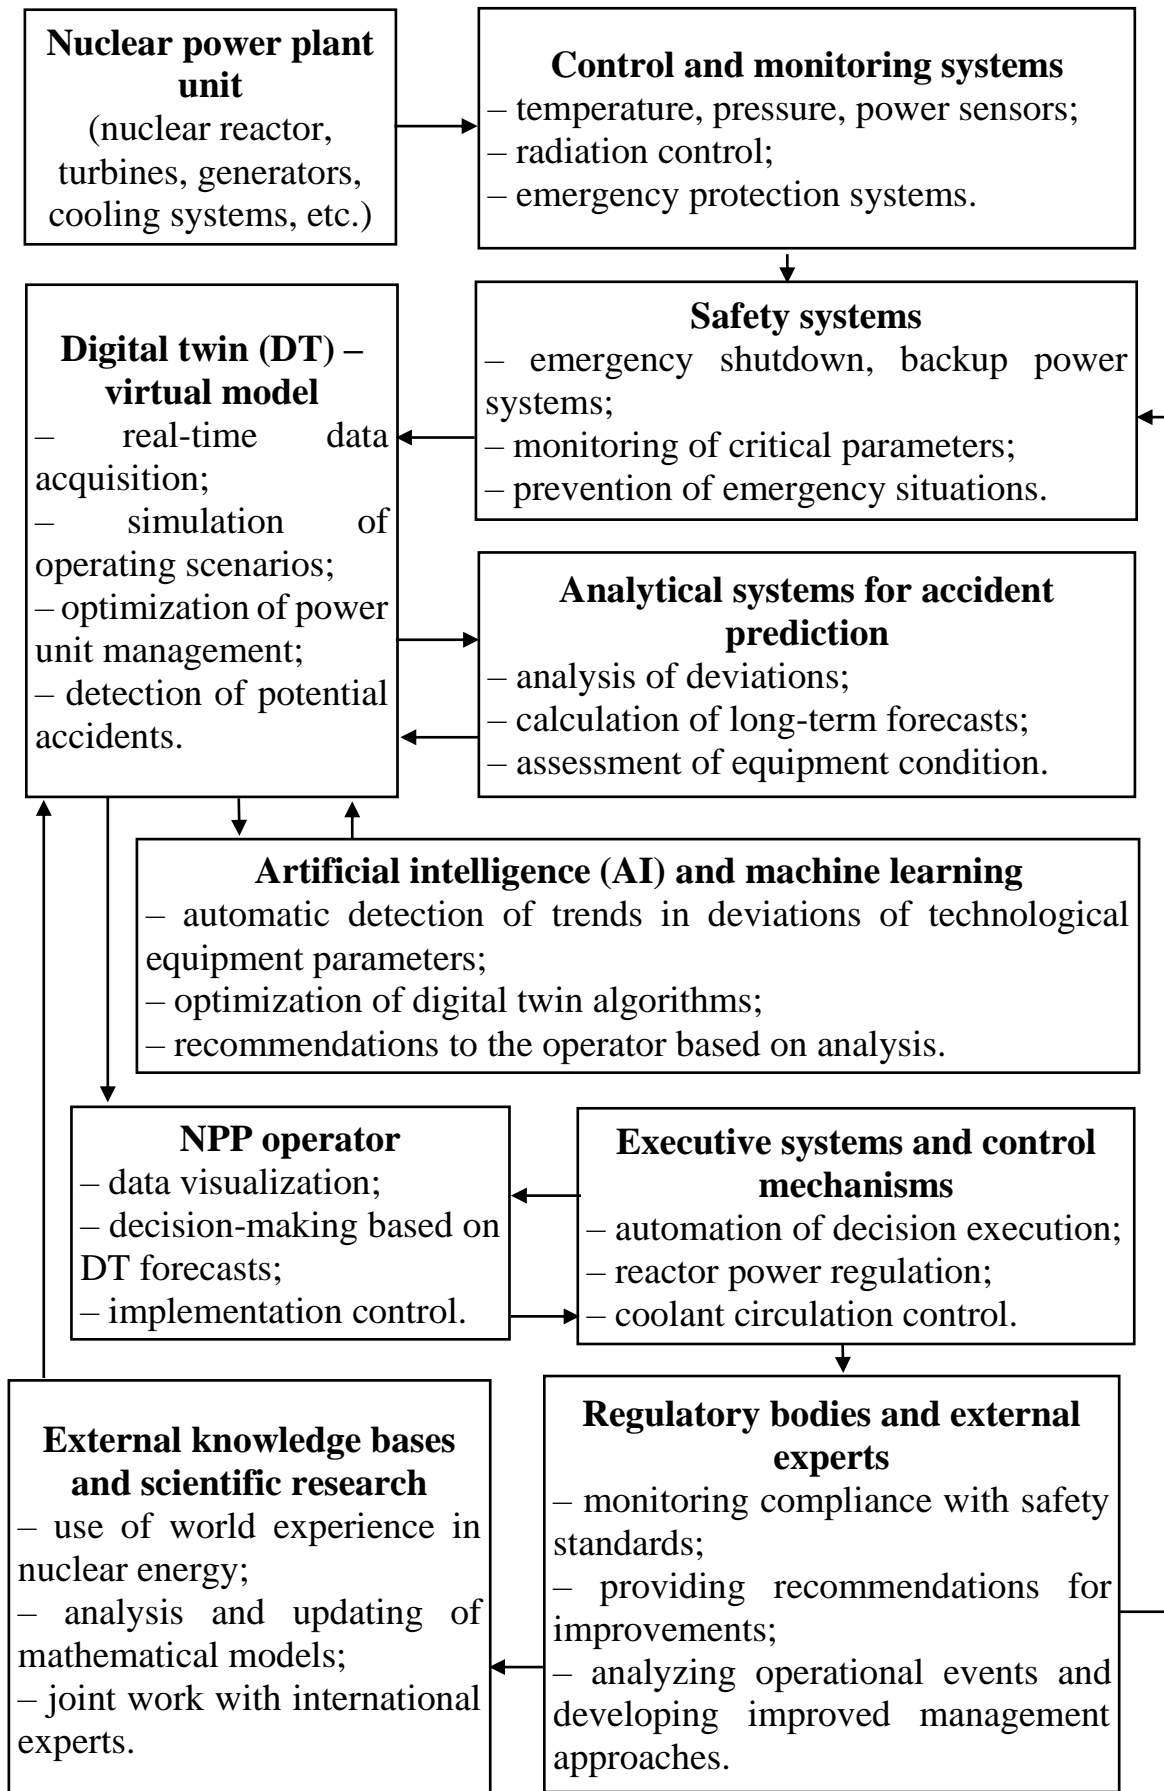 Nuclear power plant
unit
(nuclear reactor,
turbines, generators,
cooling systems, etc.)
Control and monitoring systems
– temperature, pressure, power sensors;
– radiation control;
– emergency protection systems.
Safety systems
– emergency shutdown, backup power
systems;
– monitoring of critical parameters;
– prevention of emergency situations.
Digital twin (DT) –
virtual model
– real-time data
acquisition;
– simulation of
operating scenarios;
– optimization of power
unit management;
– detection of potential
accidents.
Analytical systems for accident
prediction
– analysis of deviations;
– calculation of long-term forecasts;
– assessment of equipment condition.
Artificial intelligence (AI) and machine learning
– automatic detection of trends in deviations of technological
equipment parameters;
– optimization of digital twin algorithms;
– recommendations to the operator based on analysis.
NPP operator
– data visualization;
– decision-making based on
DT forecasts;
– implementation control.
Executive systems and control
mechanisms
– automation of decision execution;
– reactor power regulation;
– coolant circulation control.
External knowledge bases
and scientific research
– use of world experience in
nuclear energy;
– analysis and updating of
mathematical models;
– joint work with international
experts.
Regulatory bodies and external
experts
– monitoring compliance with safety
standards;
– providing recommendations for
improvements;
– analyzing operational events and
developing improved management
approaches.